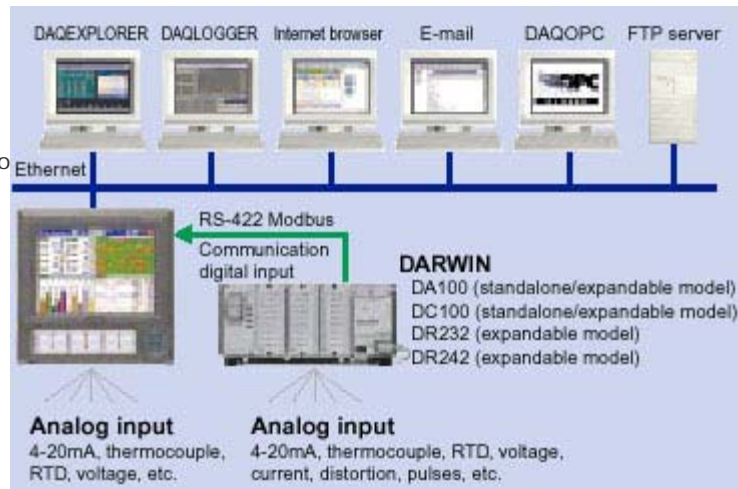 DAQEXPLORER DAQLOGGER Internet browser E-mail DAQOPC FTP server
o
Ethernet
RS-422 Modbus
Communication
digital input
DARWIN
DA100 (standalone/expandable model)
DC100 (standalone/expandable model)
DR232 (expandable model)
DR242 (expandable model)
Analog input
4-20mA, thermocouple,
RTD, voltage, etc.
Analog input
4-20mA, thermocouple, RTD, voltage,
current, distortion, pulses, etc.